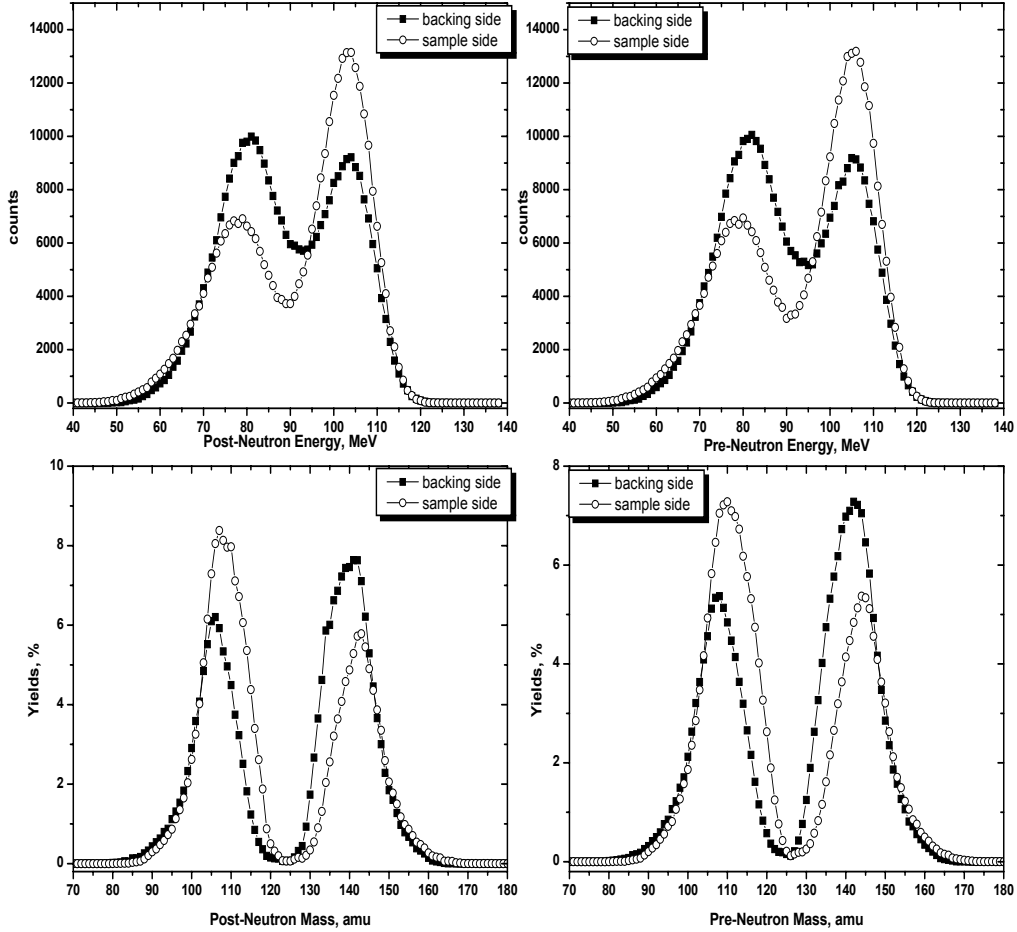 backing side
sample side
counts
14000
12000
10000
8000
6000
4000
2000
0
40 50 60 70 80 90 100 110 120 130 140
Post-Neutron Energy, MeV
backing side
sample side
counts
14000
12000
10000
8000
6000
4000
2000
0
40 50 60 70 80 90 100 110 120 130 140
Pre-Neutron Energy, MeV
backing side
sample side
Yields, %
10
8
6
4
2
0
70 80 90 100 110 120 130 140 150 160 170 180
Post-Neutron Mass, amu
backing side
sample side
Yields, %
8
6
4
2
0
70 80 90 100 110 120 130 140 150 160 170 180
Pre-Neutron Mass, amu